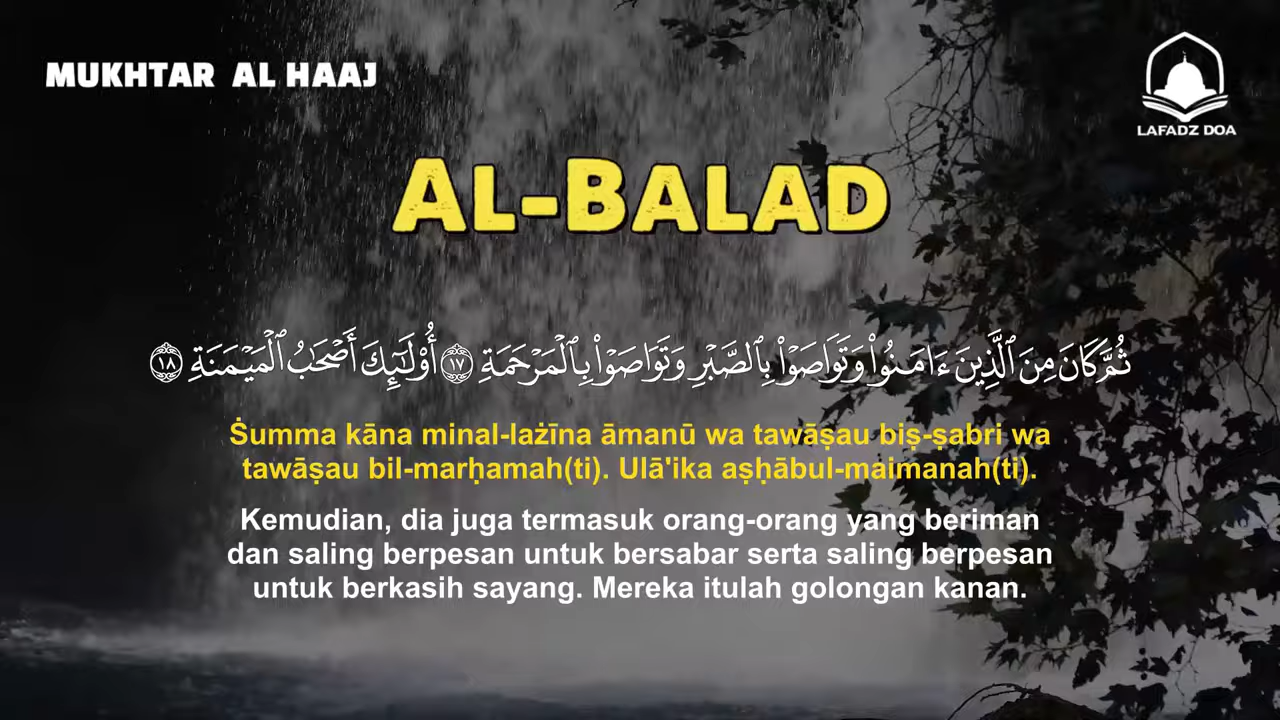 MUKHTAR AL HAAJ
LAFADZ DOA
AL-BALAD
ثُمَّ كَانَ مِنَ ٱلَّذِينَ ءَامَنُوا۟ وَتَوَاصَوْا۟ بِٱلصَّبْرِ وَتَوَاصَوْا۟ بِٱلْمَرْحَمَةِ ١٧ أُو۟لَـٰٓئِكَ أَصْحَـٰبُ ٱلْمَيْمَنَةِ ١٨
Ṡumma kāna minal-lażīna āmanū wa tawāṣau biṣ-ṣabri wa
tawāṣau bil-marḥamah(ti). Ulā'ika aṣḥābul-maimanah(ti).
Kemudian, dia juga termasuk orang-orang yang beriman
dan saling berpesan untuk bersabar serta saling berpesan
untuk berkasih sayang. Mereka itulah golongan kanan.